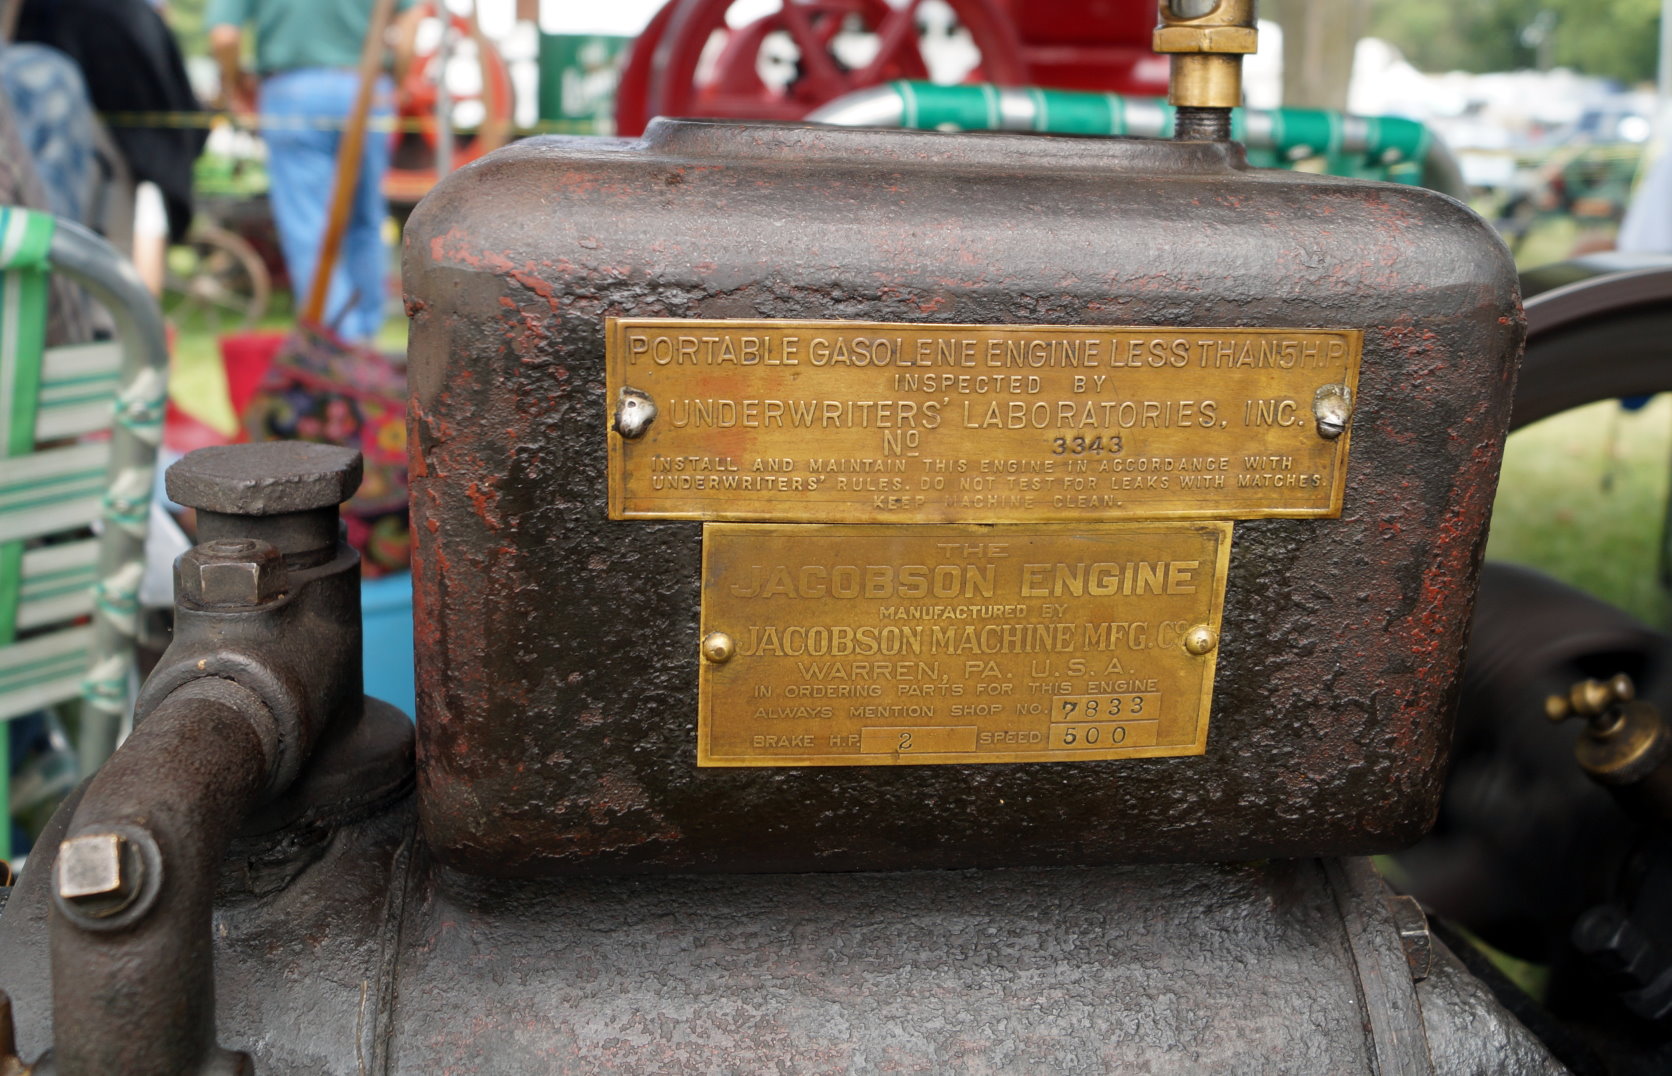 PORTABLE GASOLENE ENGINE LESS THAN 5 H.P.
INSPECTED BY
UNDERWRITERS' LABORATORIES, INC.
Nº 3343
INSTALL AND MAINTAIN THIS ENGINE IN ACCORDANCE WITH
UNDERWRITERS' RULES. DO NOT TEST FOR LEAKS WITH MATCHES.
KEEP MACHINE CLEAN.
THE
JACOBSON ENGINE
MANUFACTURED BY
JACOBSON MACHINE MFG. Cº
WARREN, PA. U.S.A.
IN ORDERING PARTS FOR THIS ENGINE
ALWAYS MENTION SHOP NO. 7833
BRAKE H.P. 2 SPEED 500